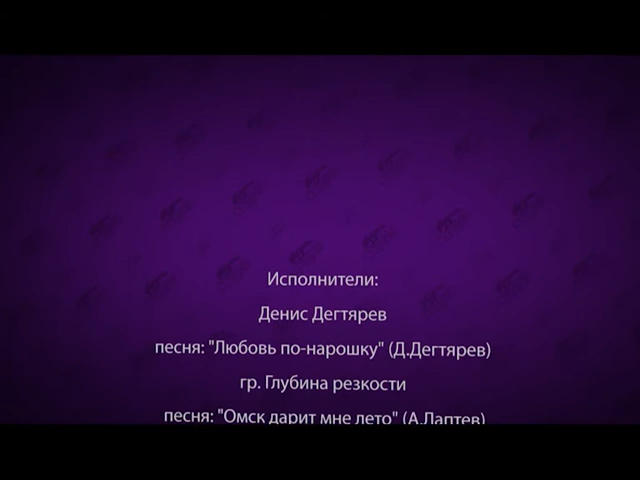 Исполнители:
Денис Дегтярев
песня: "Любовь по-нарошку" (Д.Дегтярев)
гр. Глубина резкости
песня: "Омск дарит мне лето" (А.Лаптев)